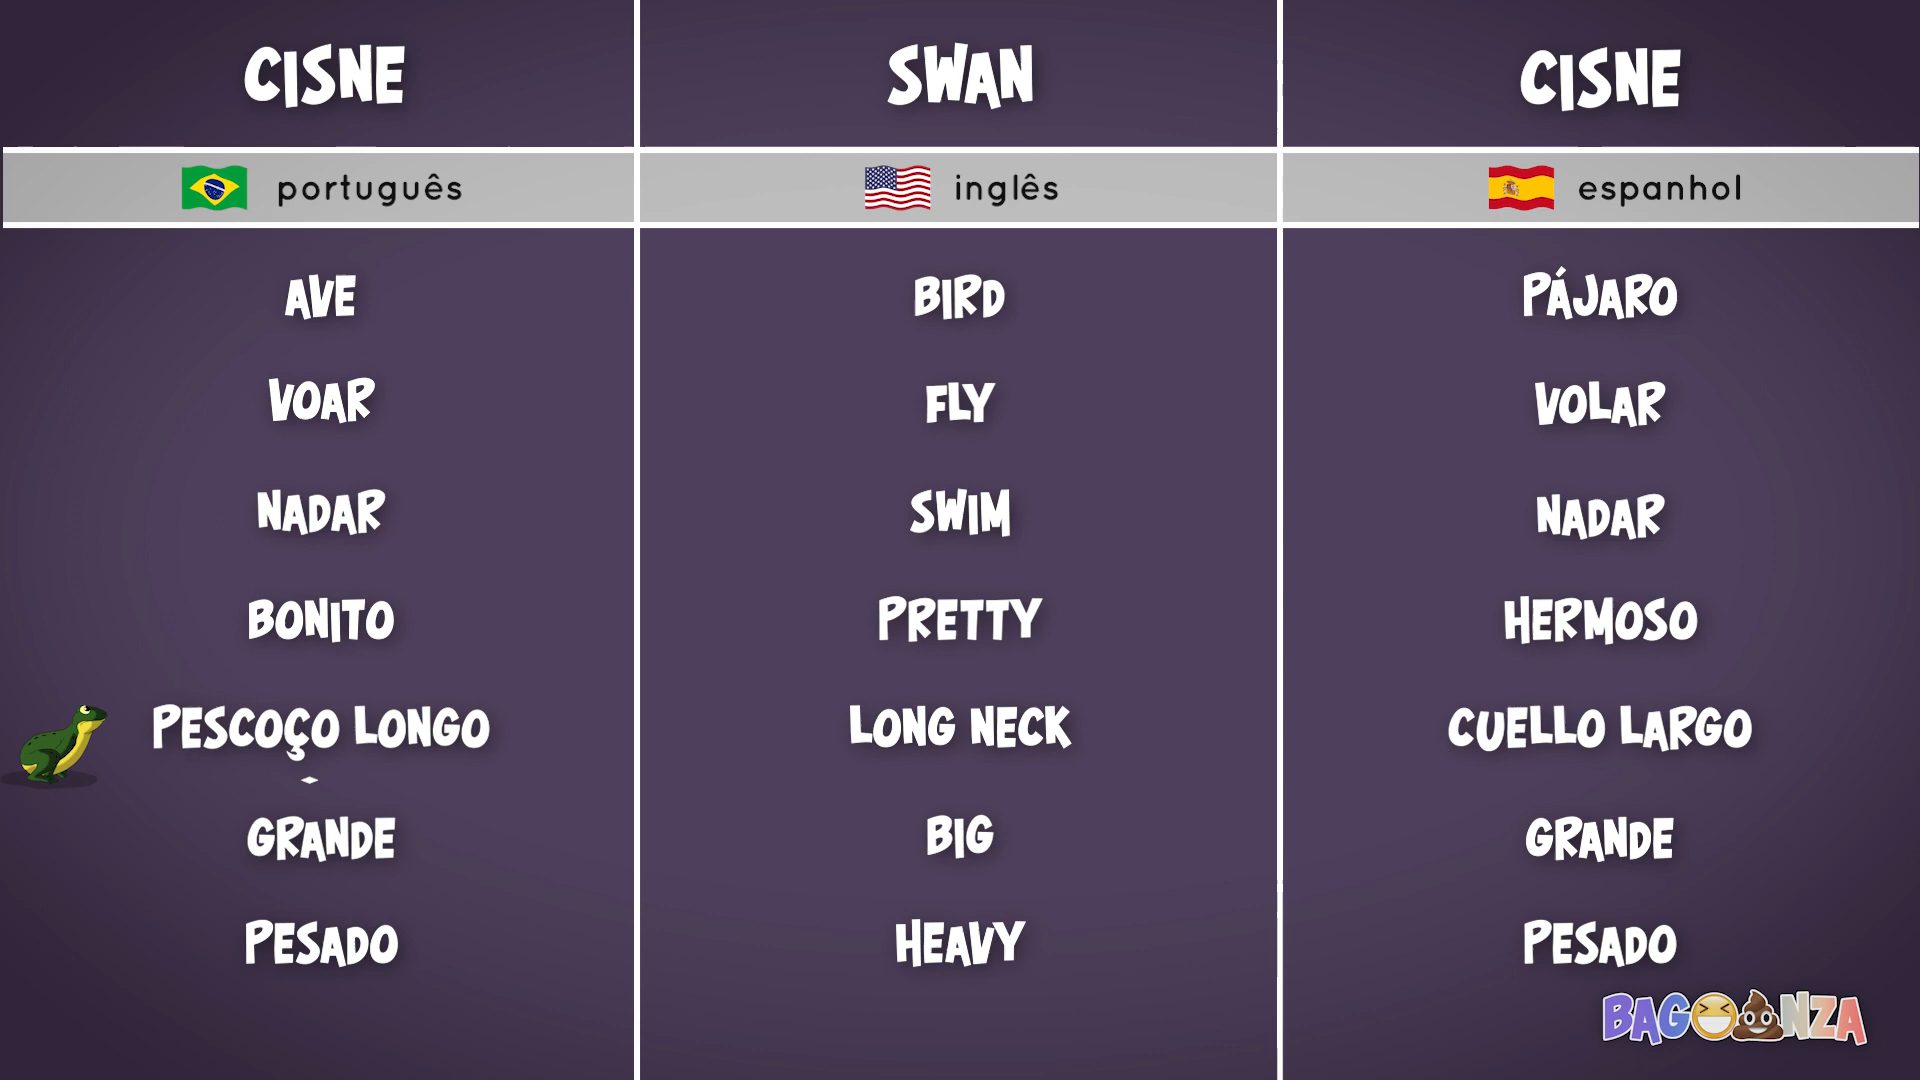 CISNE SWAN CISNE
português inglês espanhol
AVE BIRD PÁJARO
VOAR FLY VOLAR
NADAR SWIM NADAR
BONITO PRETTY HERMOSO
PESCOÇO LONGO LONG NECK CUELLO LARGO
GRANDE BIG GRANDE
PESADO HEAVY PESADO
BAGOONZA